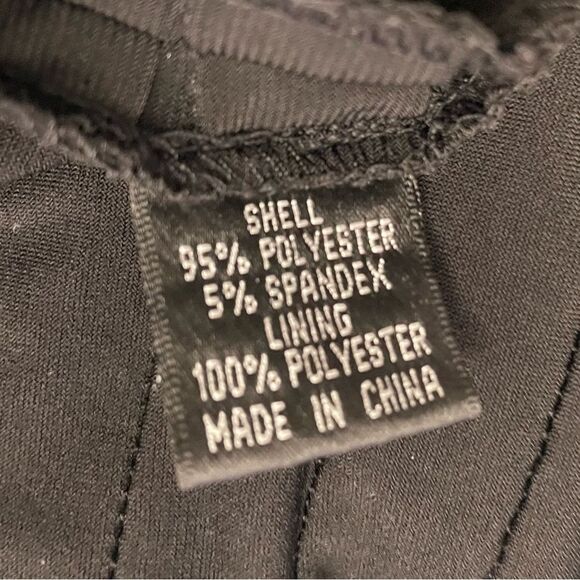 SHELL
95% POLYESTER
5% SPANDEX
LINING
100% POLYESTER
MADE IN CHINA